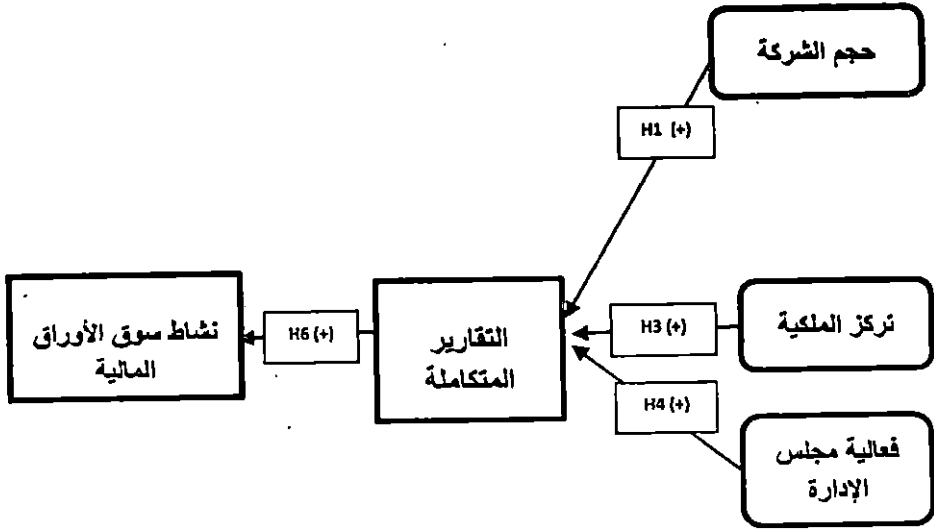 حجم الشركة
H1 (+)
تركز الملكية
H3 (+)
التقارير
المتكاملة
H6 (+)
نشاط سوق الأوراق
المالية
H4 (+)
فعالية مجلس
الإدارة